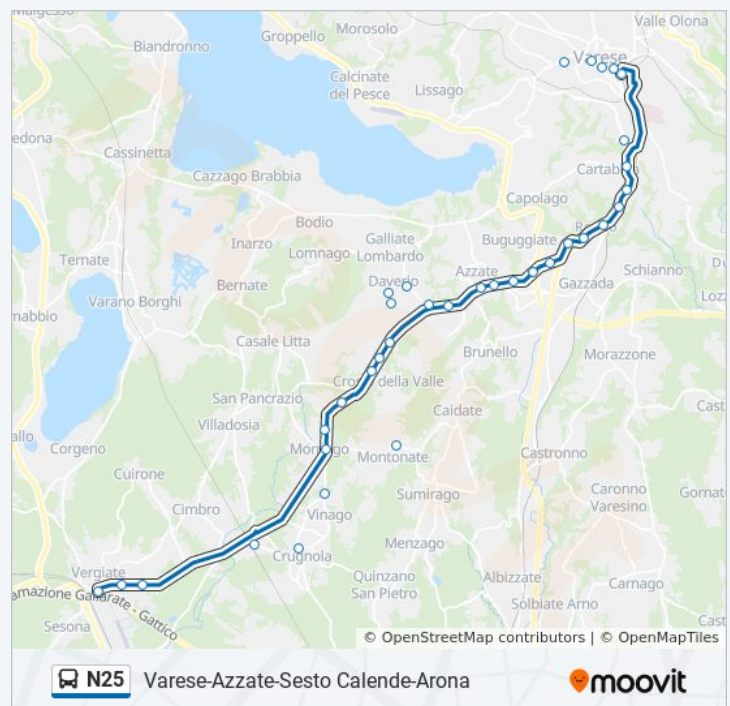 Malgesso
Morosolo
Valle Olona
Groppello
Biandronno
Varese
Calcinate
del Pesce
Lissago
edona
Cassinetta
Cartab
Cazzago Brabbia
Capolago
Bodio
Inarzo
Galliate
Lombardo
Buguggiate
Lomnago
Ternate
Daverio
Azzate
Schianno
Bernate
Gazzada
Varano Borghi
Lozz
mabbio
Casale Litta
Brunello
Morazzone
Cro della Valle
San Pancrazio
Caidate
Cast
Villadosia
allo
Corgeno
Mo o
Montonate
Castronno
Cuirone
Sumirago
Caronno
Varesino
Gornat
Cimbro
Vinago
Menzago
Crugnola
Vergiate
Albizzate
Carnago
Quinzano
San Pietro
amazione Gallarate - Gattico
Solbiate Arno
Sesona
© OpenStreetMap contributors | © OpenMapTiles
N25 Varese-Azzate-Sesto Calende-Arona
moovit